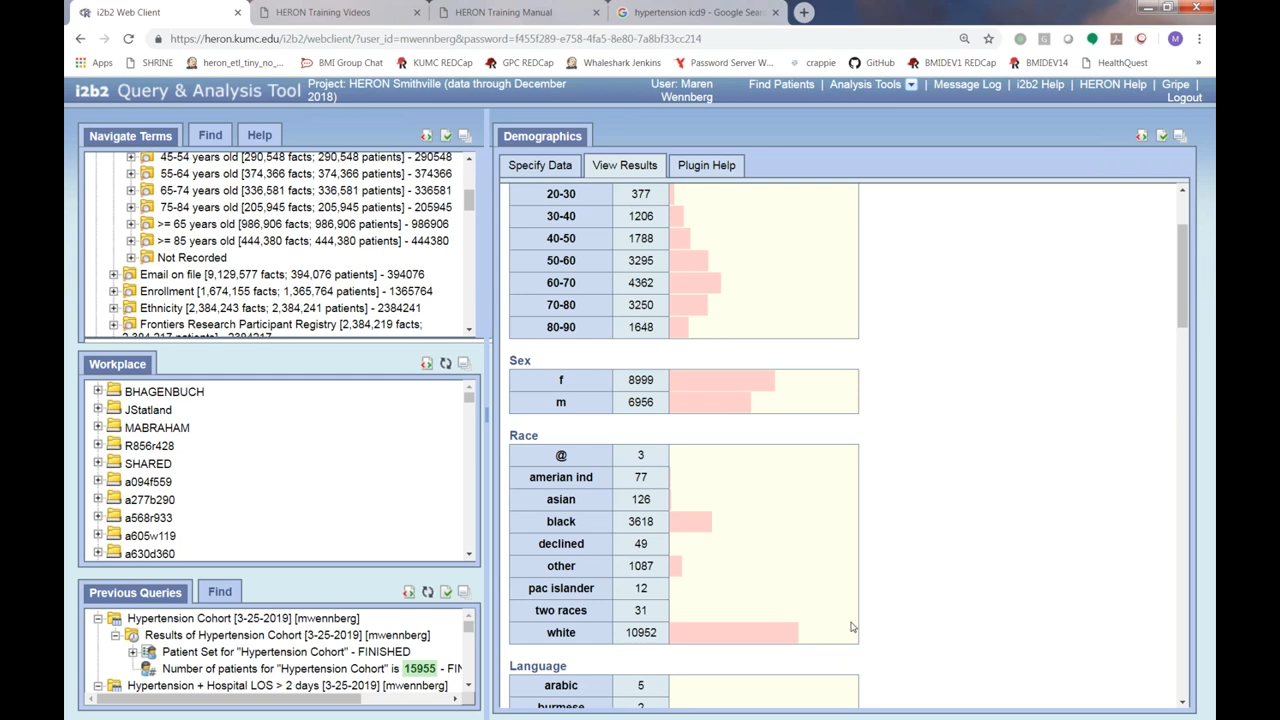 i2b2 Web Client
HERON Training Videos
HERON Training Manual
hypertension icd9 - Google Sear
https://heron.kumc.edu/i2b2/webclient/?user_id=mwennberg&password=f455f289-e758-4fa5-8e80-7a8bf33cc214
M
Apps
SHRINE
heron_etl_tiny_no_...
BMI Group Chat
KUMC REDCap
GPC REDCap
Whaleshark Jenkins
Password Server W...
crappie
GitHub
BMIDEV1 REDCap
BMIDEV14
HealthQuest
»
i2b2 Query & Analysis Tool
Project: HERON Smithville (data through December
2018)
User: Maren
Wennberg
Find Patients | Analysis Tools | Message Log | i2b2 Help | HERON Help | Gripe |
Logout
Navigate Terms
Find
Help
45-54 years old [290,548 facts; 290,548 patients] - 290548
55-64 years old [374,366 facts; 374,366 patients] - 374366
65-74 years old [336,581 facts; 336,581 patients] - 336581
75-84 years old [205,945 facts; 205,945 patients] - 205945
>= 65 years old [986,906 facts; 986,906 patients] - 986906
>= 85 years old [444,380 facts; 444,380 patients] - 444380
Not Recorded
Email on file [9,129,577 facts; 394,076 patients] - 394076
Enrollment [1,674,155 facts; 1,365,764 patients] - 1365764
Ethnicity [2,384,243 facts; 2,384,241 patients] - 2384241
Frontiers Research Participant Registry [2,384,219 facts;
2,384,217 patients] - 2384217
Workplace
BHAGENBUCH
JStatland
MABRAHAM
R856r428
SHARED
a094f559
a277b290
a568r933
a605w119
a630d360
Previous Queries
Find
Hypertension Cohort [3-25-2019] [mwennberg]
Results of Hypertension Cohort [3-25-2019] [mwennberg]
Patient Set for "Hypertension Cohort" - FINISHED
Number of patients for "Hypertension Cohort" is 15955 - FIN
Hypertension + Hospital LOS > 2 days [3-25-2019] [mwennberg]
Demographics
Specify Data
View Results
Plugin Help
20-30 377
30-40 1206
40-50 1788
50-60 3295
60-70 4362
70-80 3250
80-90 1648
Sex
f 8999
m 6956
Race
@ 3
amerian ind 77
asian 126
black 3618
declined 49
other 1087
pac islander 12
two races 31
white 10952
Language
arabic 5
burmese 2